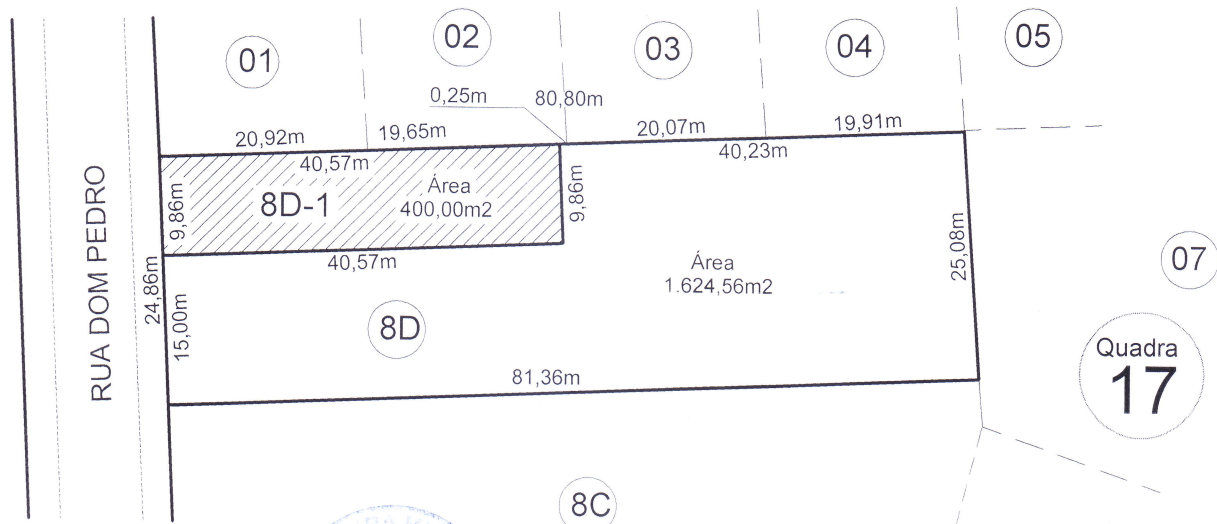 01
02
03
04
05
0,25m
80,80m
20,92m
19,65m
20,07m
19,91m
40,57m
40,23m
RUA DOM PEDRO
9,86m
8D-1
Área
400,00m2
9,86m
40,57m
24,86m
15,00m
Área
1.624,56m2
25,08m
07
8D
81,36m
Quadra
17
8C